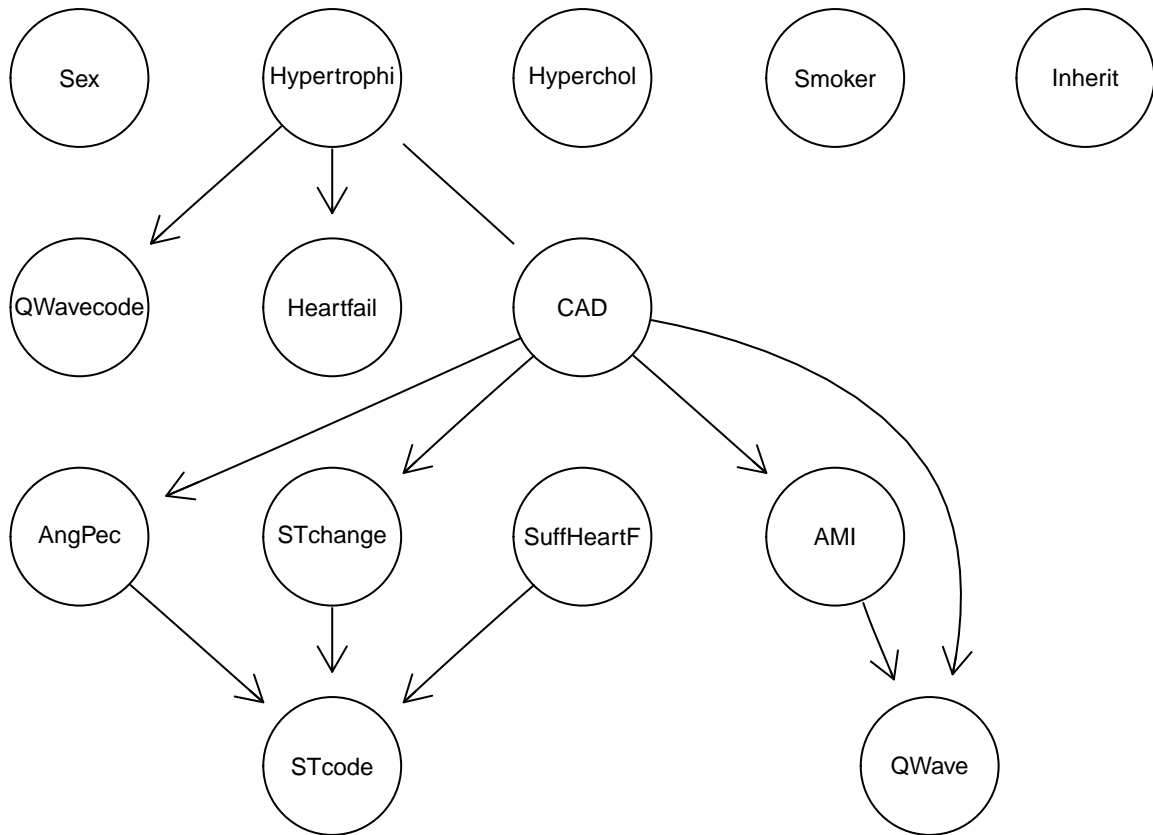 Sex
Hypertrophi
Hyperchol
Smoker
Inherit
QWavecode
Heartfail
CAD
AngPec
STchange
SuffHeartF
AMI
STcode
QWave